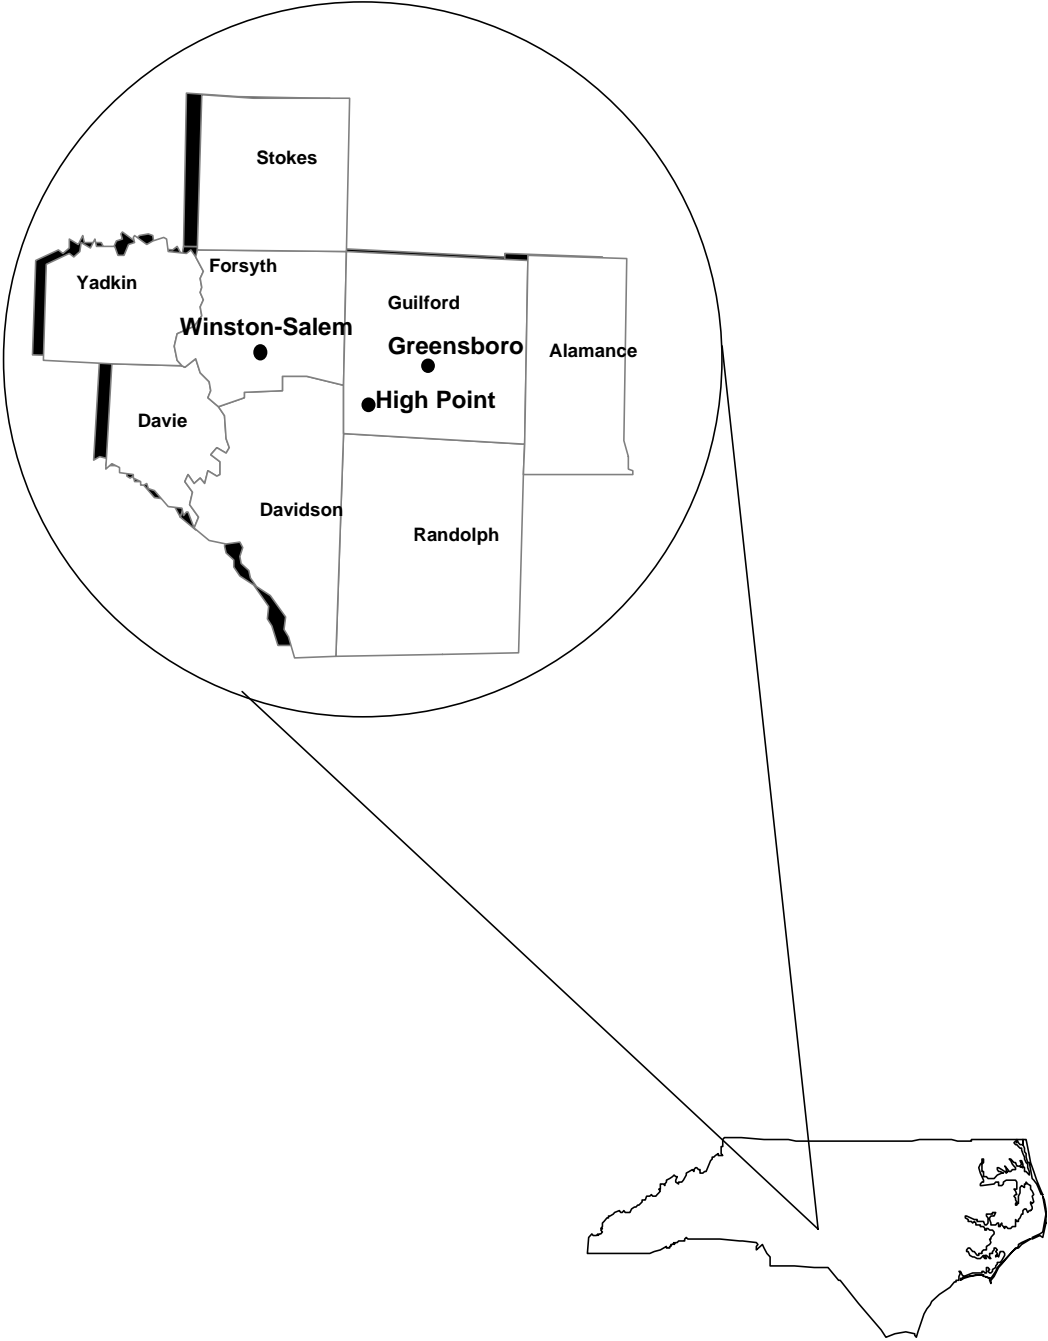 Stokes
Forsyth
Yadkin
Guilford
Winston-Salem
Greensboro
Alamance
High Point
Davie
Davidson
Randolph